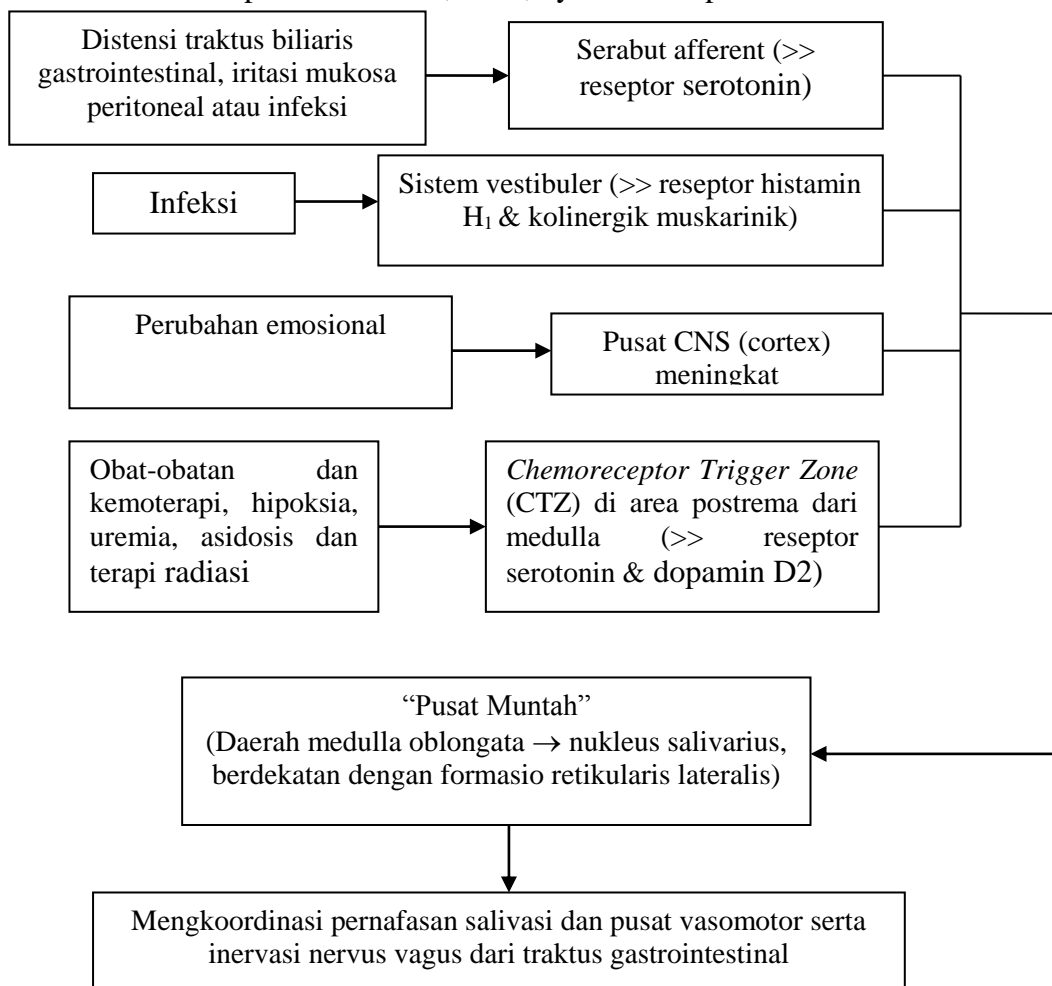 Distensi traktus biliaris
gastrointestinal, iritasi mukosa
peritoneal atau infeksi
Serabut afferent (>>
reseptor serotonin)
Infeksi
Sistem vestibuler (>> reseptor histamin
H1 & kolinergik muskarinik)
Perubahan emosional
Pusat CNS (cortex)
meningkat
Obat-obatan dan
kemoterapi, hipoksia,
uremia, asidosis dan
terapi radiasi
Chemoreceptor Trigger Zone
(CTZ) di area postrema dari
medulla (>> reseptor
serotonin & dopamin D2)
“Pusat Muntah”
(Daerah medulla oblongata → nukleus salivarius,
berdekatan dengan formasio retikularis lateralis)
Mengkoordinasi pernafasan salivasi dan pusat vasomotor serta
inervasi nervus vagus dari traktus gastrointestinal